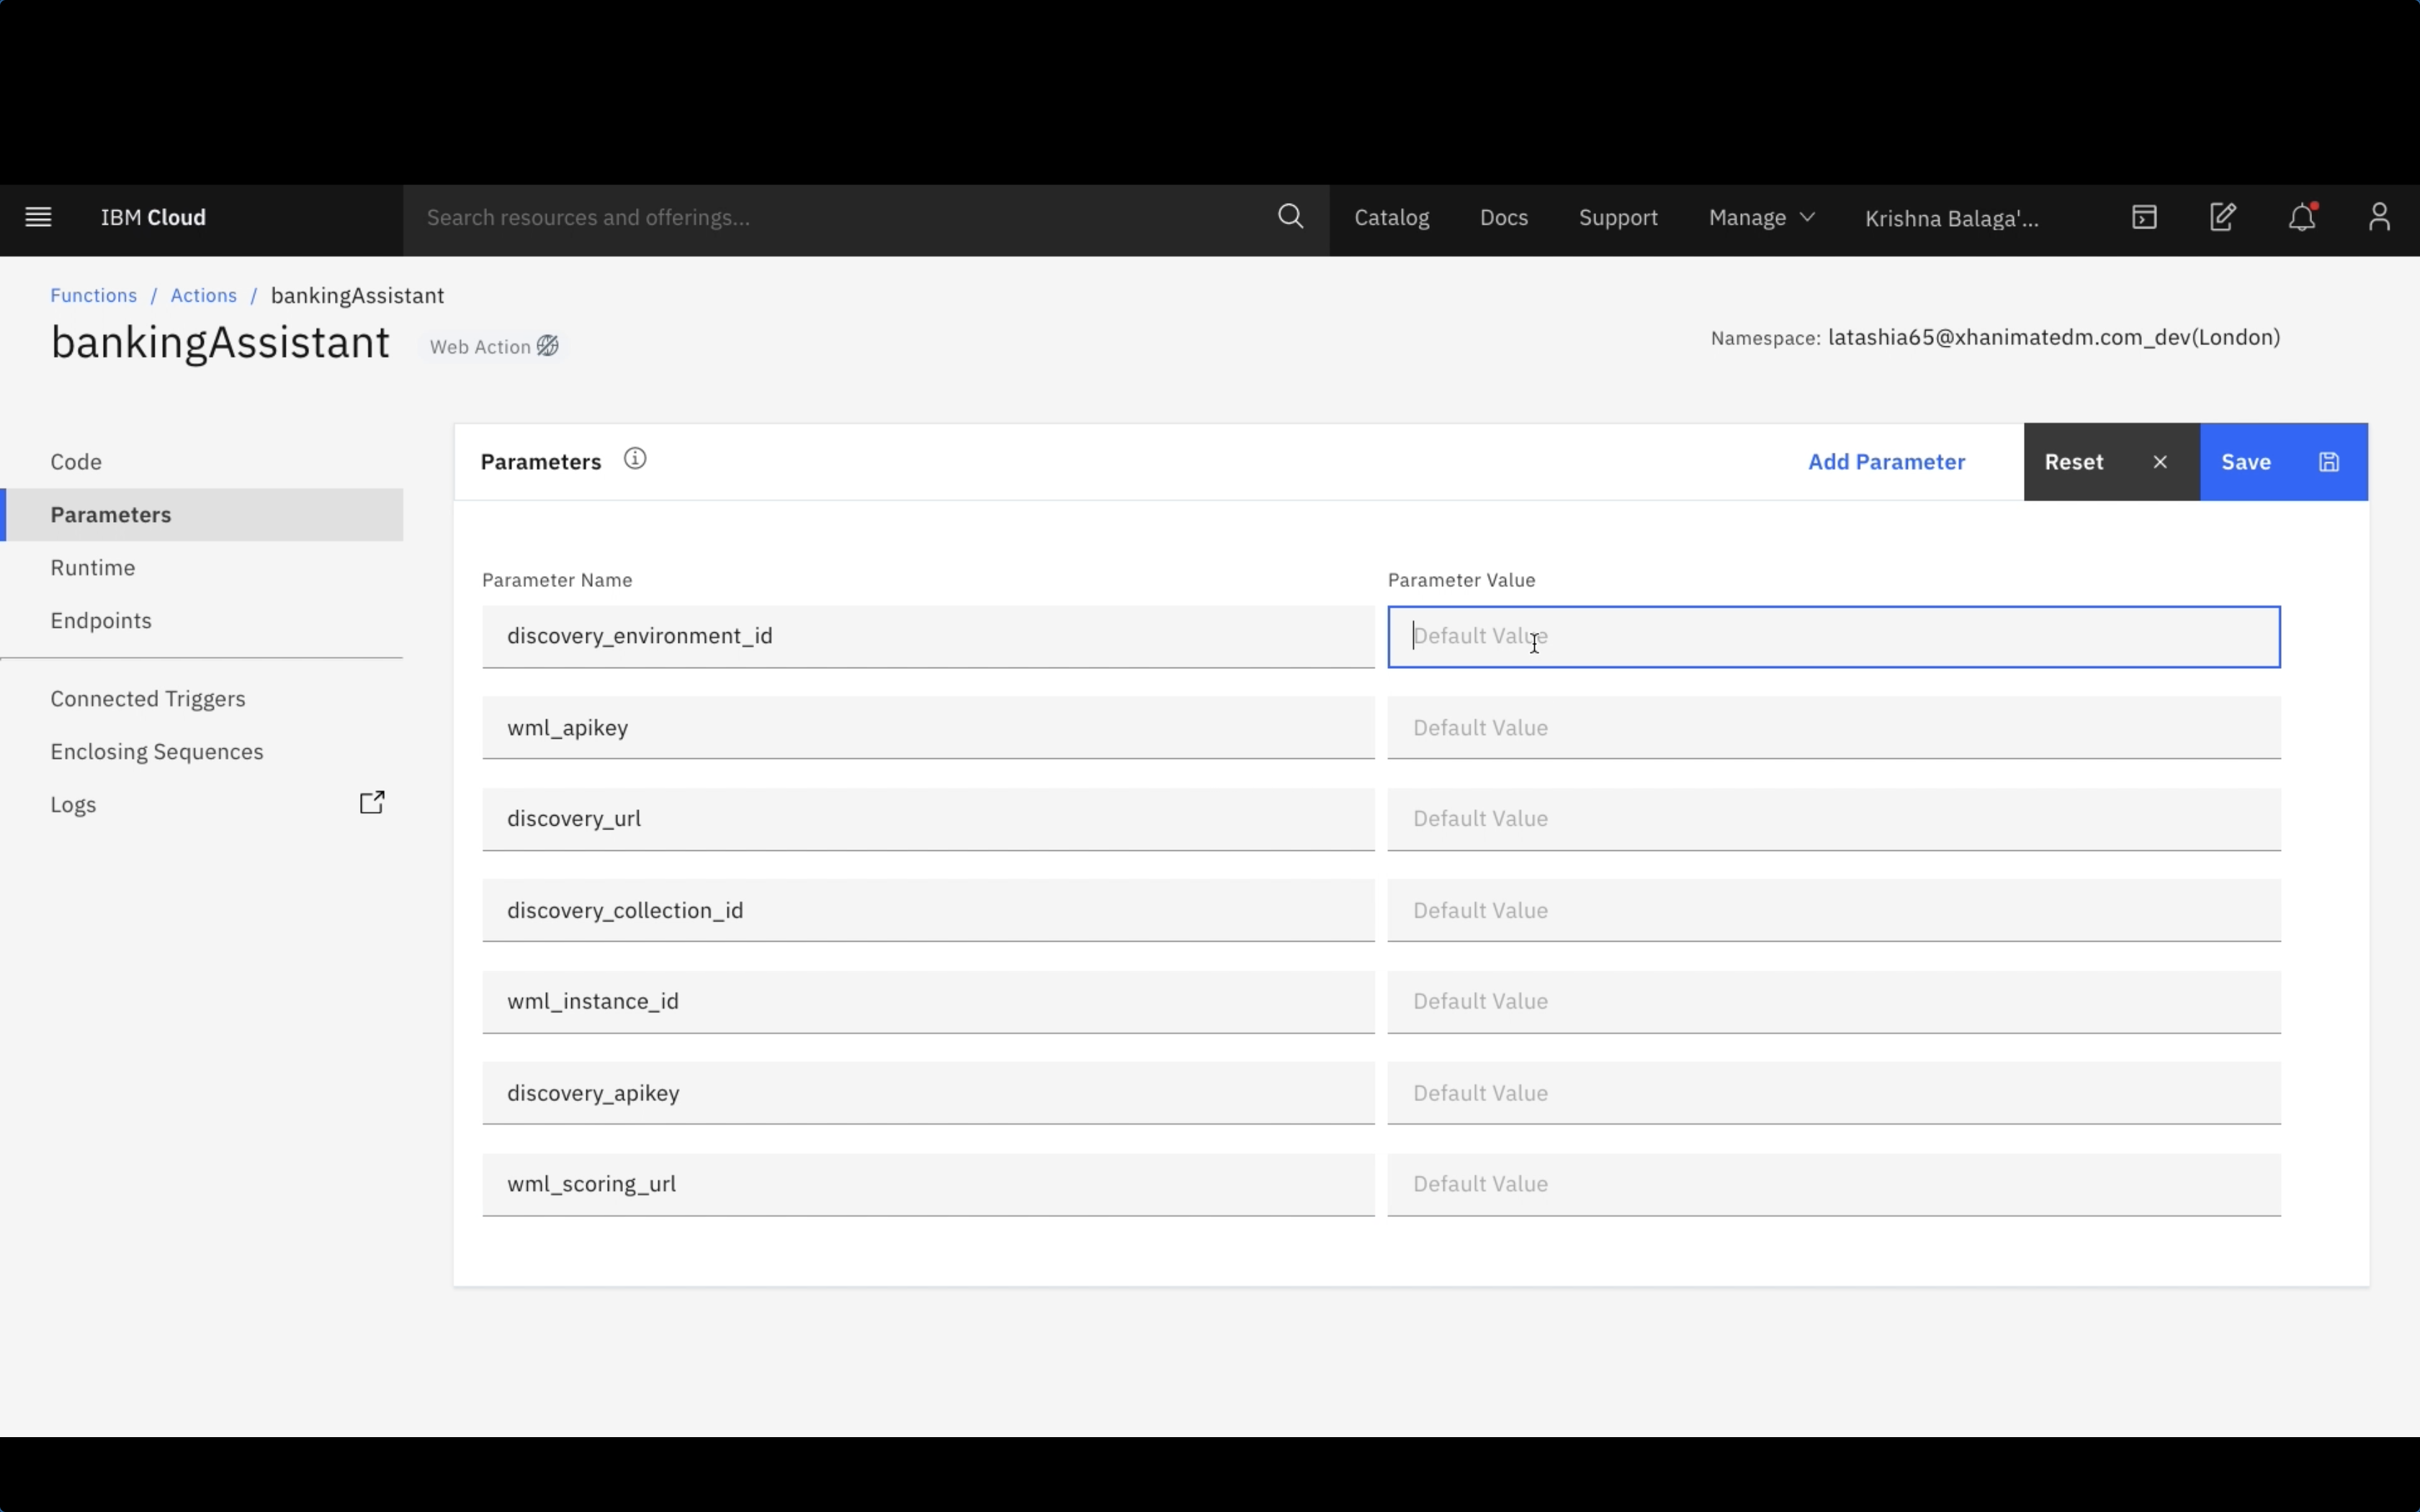 IBM Cloud
Search resources and offerings...
Catalog
Docs
Support
Manage
Krishna Balaga'...
Functions / Actions / bankingAssistant
bankingAssistant
Web Action
Namespace: latashia65@xhanimatedm.com_dev(London)
Code
Parameters
Runtime
Endpoints
Connected Triggers
Enclosing Sequences
Logs
Parameters
Add Parameter
Reset
Save
Parameter Name
Parameter Value
discovery_environment_id
Default Value
wml_apikey
Default Value
discovery_url
Default Value
discovery_collection_id
Default Value
wml_instance_id
Default Value
discovery_apikey
Default Value
wml_scoring_url
Default Value